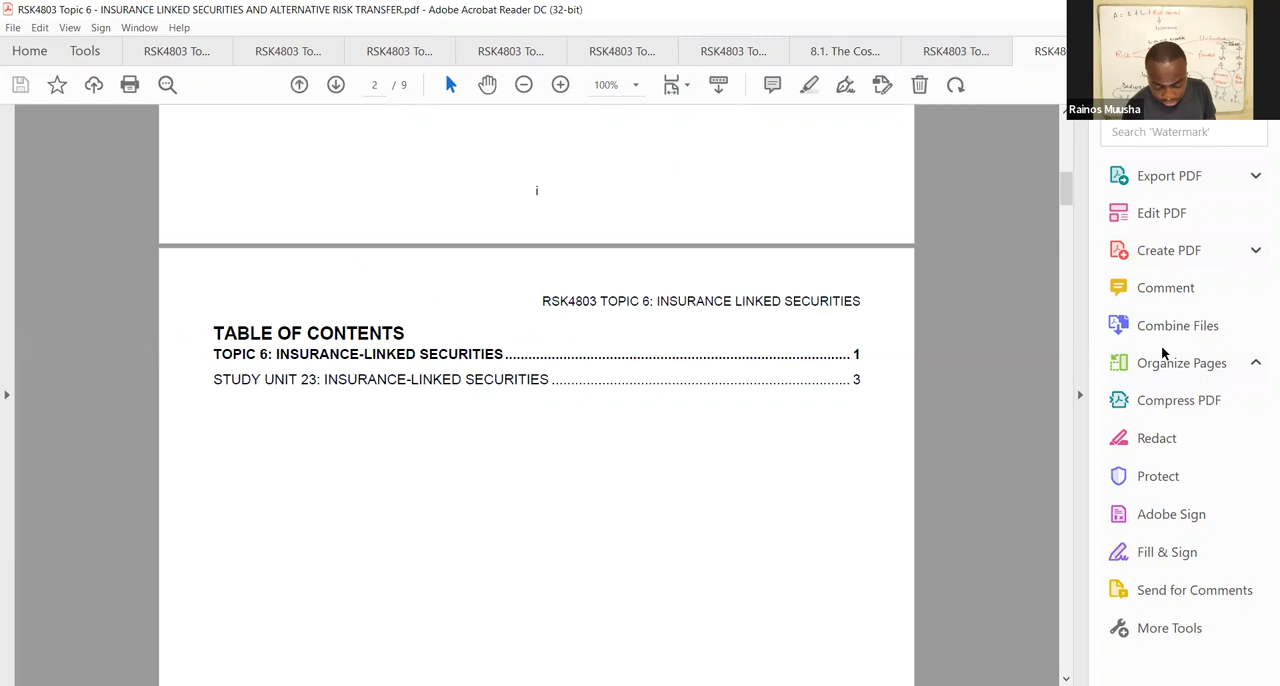 RSK4803 Topic 6 - INSURANCE LINKED SECURITIES AND ALTERNATIVE RISK TRANSFER.pdf - Adobe Acrobat Reader DC (32-bit)
File Edit View Sign Window Help
Home Tools RSK4803 To... RSK4803 To... RSK4803 To... RSK4803 To... RSK4803 To... RSK4803 To... 8.1. The Cos... RSK4803 To... RSK48
2 / 9 100%
Risk
Rainos Muusha
Search 'Watermark'
Export PDF
Edit PDF
Create PDF
Comment
Combine Files
Organize Pages
Compress PDF
Redact
Protect
Adobe Sign
Fill & Sign
Send for Comments
More Tools
i
RSK4803 TOPIC 6: INSURANCE LINKED SECURITIES
TABLE OF CONTENTS
TOPIC 6: INSURANCE-LINKED SECURITIES ........................................ 1
STUDY UNIT 23: INSURANCE-LINKED SECURITIES ........................................ 3